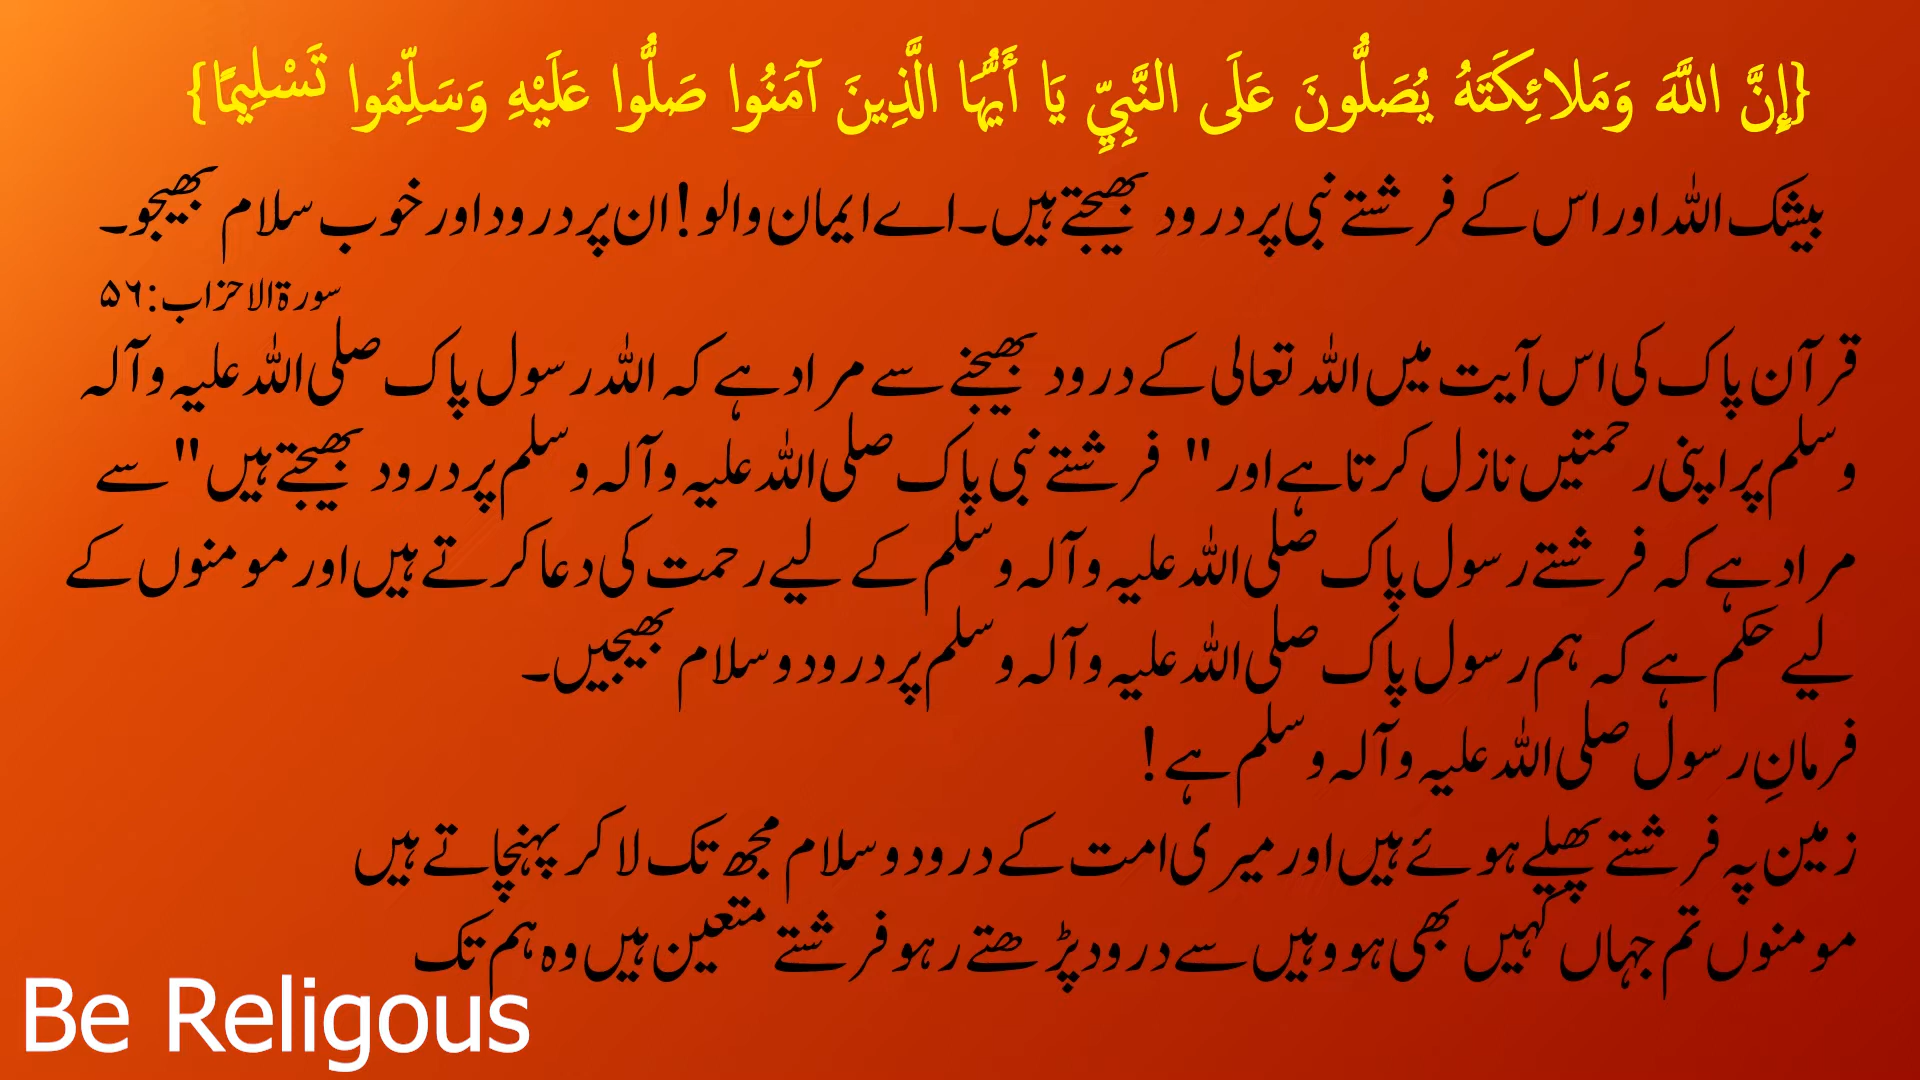 {إِنَّ اللَّهَ وَمَلائِكَتَهُ يُصَلُّونَ عَلَى النَّبِيِّ يَا أَيُّهَا الَّذِينَ آمَنُوا صَلُّوا عَلَيْهِ وَسَلِّمُوا تَسْلِيمًا}
بیشک اللہ اور اس کے فرشتے نبی پر درود بھیجتے ہیں۔ اے ایمان والو! ان پر درود اور خوب سلام بھیجو۔
سورۃ الاحزاب: ۵۶
قرآن پاک کی اس آیت میں اللہ تعالی کے درود بھیجنے سے مراد ہے کہ اللہ رسول پاک صلی اللہ علیہ وآلہ
وسلم پر اپنی رحمتیں نازل کرتا ہے اور " فرشتے نبی پاک صلی اللہ علیہ وآلہ وسلم پر درود بھیجتے ہیں" سے
مراد ہے کہ فرشتے رسول پاک صلی اللہ علیہ وآلہ وسلم کے لیے رحمت کی دعا کرتے ہیں اور مومنوں کے
لیے حکم ہے کہ ہم رسول پاک صلی اللہ علیہ وآلہ وسلم پر درود وسلام بھیجیں۔
فرمانِ رسول صلی اللہ علیہ وآلہ وسلم ہے!
زمین پہ فرشتے پھیلے ہوئے ہیں اور میری امت کے درود وسلام مجھ تک لا کر پہنچاتے ہیں
مومنوں تم جہاں کہیں بھی ہو وہیں سے درود پڑھتے رہو فرشتے متعین ہیں وہ ہم تک
Be Religous